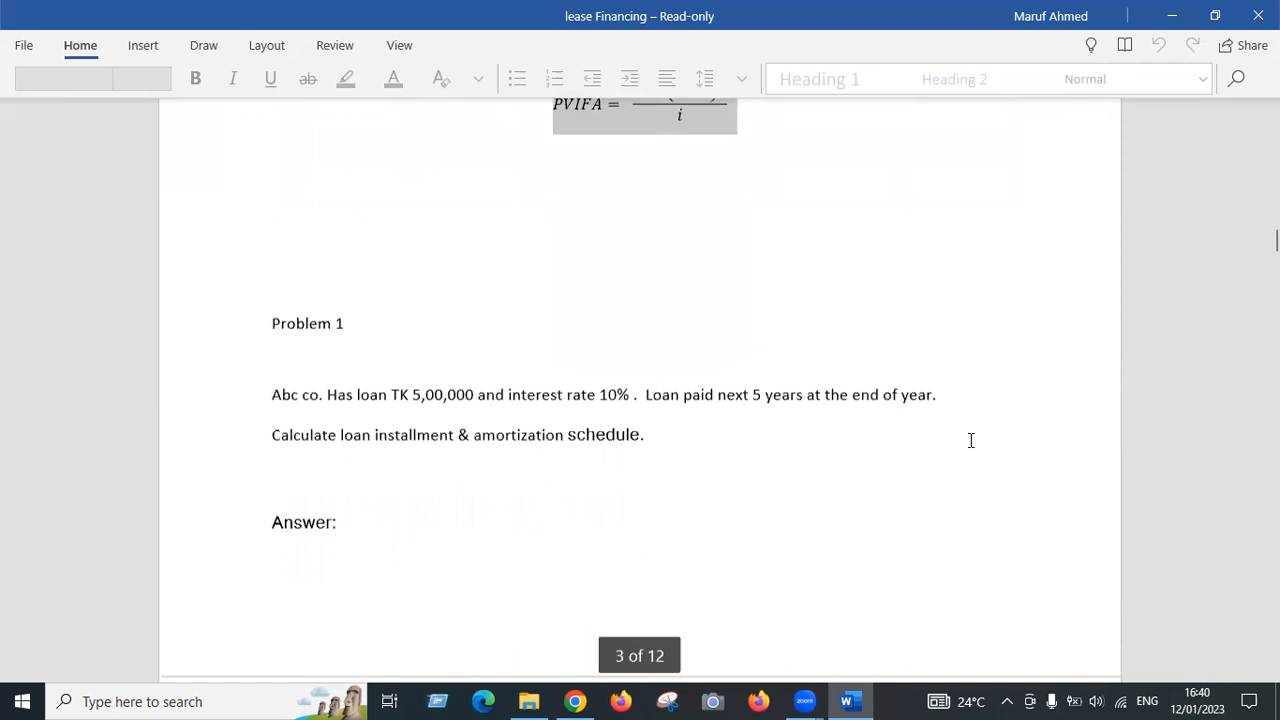 lease Financing – Read-only
Maruf Ahmed
File Home Insert Draw Layout References Review View Share
Heading 1 Heading 2 Normal
PVIFA =
i
Problem 1
Abc co. Has loan TK 5,00,000 and interest rate 10% . Loan paid next 5 years at the end of year.
Calculate loan installment & amortization schedule.
Answer:
3 of 12
Type here to search
24°C
ENG
16:40
12/01/2023